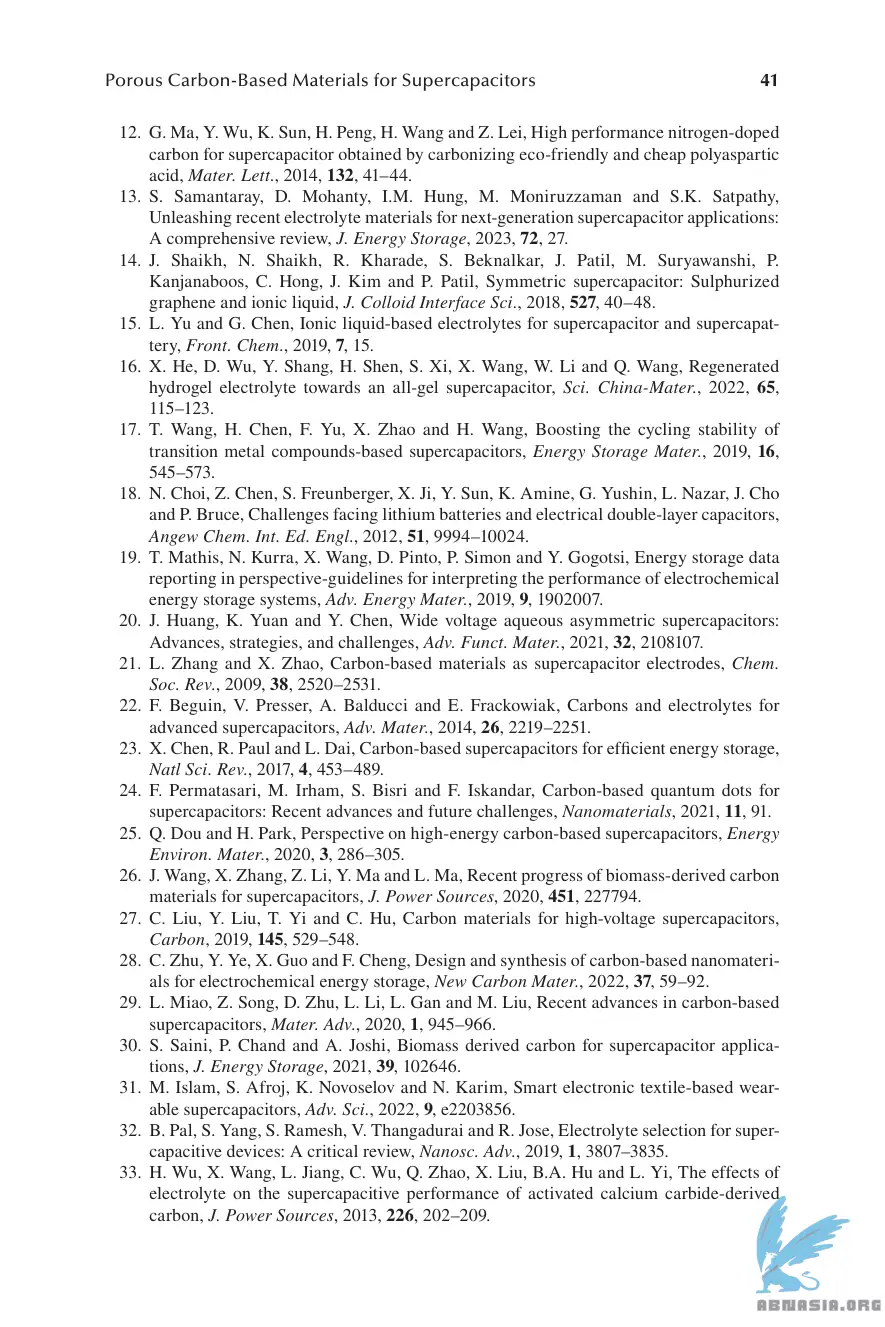 Porous Carbon-Based Materials for Supercapacitors 41
12. G. Ma, Y. Wu, K. Sun, H. Peng, H. Wang and Z. Lei, High performance nitrogen-doped
carbon for supercapacitor obtained by carbonizing eco-friendly and cheap polyaspartic
acid, Mater. Lett., 2014, 132, 41–44.
13. S. Samantaray, D. Mohanty, I.M. Hung, M. Moniruzzaman and S.K. Satpathy,
Unleashing recent electrolyte materials for next-generation supercapacitor applications:
A comprehensive review, J. Energy Storage, 2023, 72, 27.
14. J. Shaikh, N. Shaikh, R. Kharade, S. Beknalkar, J. Patil, M. Suryawanshi, P.
Kanjanaboos, C. Hong, J. Kim and P. Patil, Symmetric supercapacitor: Sulphurized
graphene and ionic liquid, J. Colloid Interface Sci., 2018, 527, 40–48.
15. L. Yu and G. Chen, Ionic liquid-based electrolytes for supercapacitor and supercapat-
tery, Front. Chem., 2019, 7, 15.
16. X. He, D. Wu, Y. Shang, H. Shen, S. Xi, X. Wang, W. Li and Q. Wang, Regenerated
hydrogel electrolyte towards an all-gel supercapacitor, Sci. China-Mater., 2022, 65,
115–123.
17. T. Wang, H. Chen, F. Yu, X. Zhao and H. Wang, Boosting the cycling stability of
transition metal compounds-based supercapacitors, Energy Storage Mater., 2019, 16,
545–573.
18. N. Choi, Z. Chen, S. Freunberger, X. Ji, Y. Sun, K. Amine, G. Yushin, L. Nazar, J. Cho
and P. Bruce, Challenges facing lithium batteries and electrical double-layer capacitors,
Angew Chem. Int. Ed. Engl., 2012, 51, 9994–10024.
19. T. Mathis, N. Kurra, X. Wang, D. Pinto, P. Simon and Y. Gogotsi, Energy storage data
reporting in perspective-guidelines for interpreting the performance of electrochemical
energy storage systems, Adv. Energy Mater., 2019, 9, 1902007.
20. J. Huang, K. Yuan and Y. Chen, Wide voltage aqueous asymmetric supercapacitors:
Advances, strategies, and challenges, Adv. Funct. Mater., 2021, 32, 2108107.
21. L. Zhang and X. Zhao, Carbon-based materials as supercapacitor electrodes, Chem.
Soc. Rev., 2009, 38, 2520–2531.
22. F. Beguin, V. Presser, A. Balducci and E. Frackowiak, Carbons and electrolytes for
advanced supercapacitors, Adv. Mater., 2014, 26, 2219–2251.
23. X. Chen, R. Paul and L. Dai, Carbon-based supercapacitors for efficient energy storage,
Natl Sci. Rev., 2017, 4, 453–489.
24. F. Permatasari, M. Irham, S. Bisri and F. Iskandar, Carbon-based quantum dots for
supercapacitors: Recent advances and future challenges, Nanomaterials, 2021, 11, 91.
25. Q. Dou and H. Park, Perspective on high-energy carbon-based supercapacitors, Energy
Environ. Mater., 2020, 3, 286–305.
26. J. Wang, X. Zhang, Z. Li, Y. Ma and L. Ma, Recent progress of biomass-derived carbon
materials for supercapacitors, J. Power Sources, 2020, 451, 227794.
27. C. Liu, Y. Liu, T. Yi and C. Hu, Carbon materials for high-voltage supercapacitors,
Carbon, 2019, 145, 529–548.
28. C. Zhu, Y. Ye, X. Guo and F. Cheng, Design and synthesis of carbon-based nanomateri-
als for electrochemical energy storage, New Carbon Mater., 2022, 37, 59–92.
29. L. Miao, Z. Song, D. Zhu, L. Li, L. Gan and M. Liu, Recent advances in carbon-based
supercapacitors, Mater. Adv., 2020, 1, 945–966.
30. S. Saini, P. Chand and A. Joshi, Biomass derived carbon for supercapacitor applica-
tions, J. Energy Storage, 2021, 39, 102646.
31. M. Islam, S. Afroj, K. Novoselov and N. Karim, Smart electronic textile-based wear-
able supercapacitors, Adv. Sci., 2022, 9, e2203856.
32. B. Pal, S. Yang, S. Ramesh, V. Thangadurai and R. Jose, Electrolyte selection for super-
capacitive devices: A critical review, Nanosc. Adv., 2019, 1, 3807–3835.
33. H. Wu, X. Wang, L. Jiang, C. Wu, Q. Zhao, X. Liu, B.A. Hu and L. Yi, The effects of
electrolyte on the supercapacitive performance of activated calcium carbide-derived
carbon, J. Power Sources, 2013, 226, 202–209.
ABNASIA.ORG